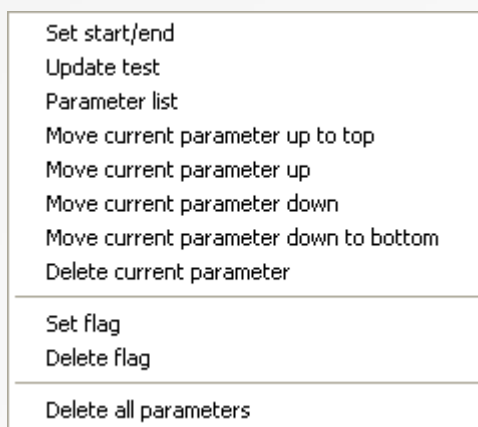 Set start/end
Update test
Parameter list
Move current parameter up to top
Move current parameter up
Move current parameter down
Move current parameter down to bottom
Delete current parameter
Set flag
Delete flag
Delete all parameters